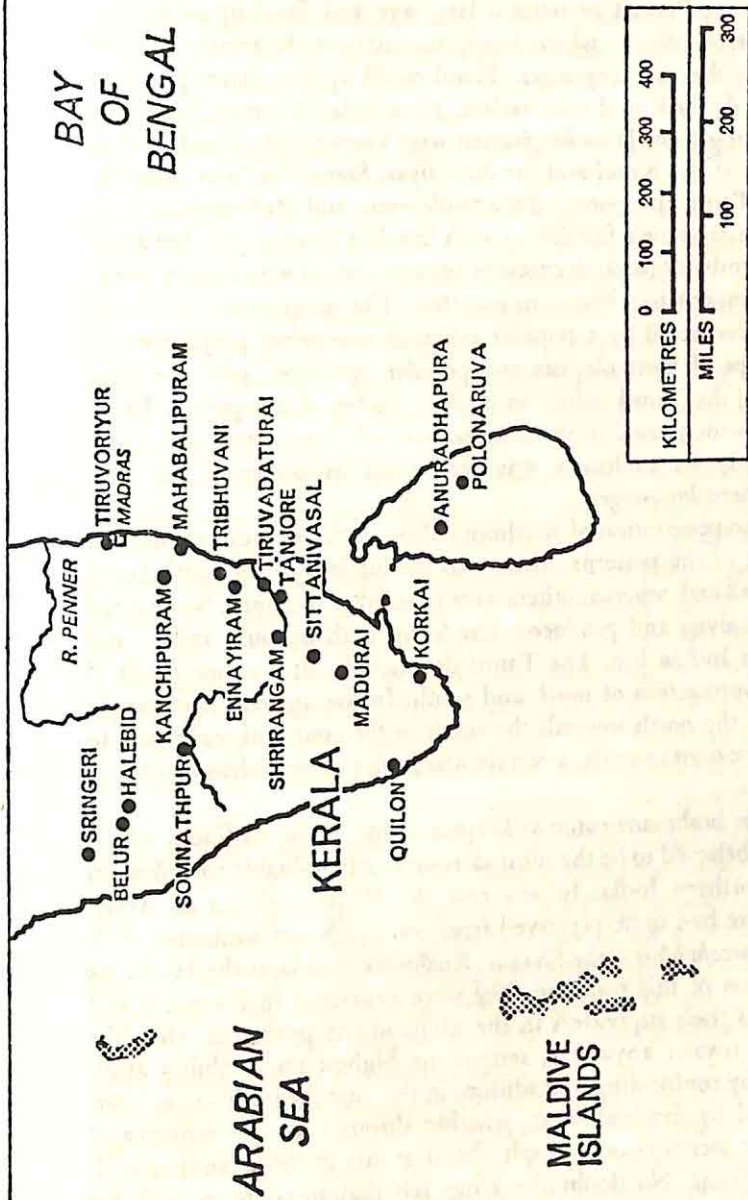 BAY
OF
BENGAL
R. PENNER
TIRUVORIYUR
MADRAS
MAHABALIPURAM
KANCHIPURAM
TRIBHUVANI
ENNAYIRAM
TIRUVADATURAI
TANJORE
SHRIRANGAM
SITTANIVASAL
MADURAI
KORKAI
SRINGERI
BELUR
HALEBID
SOMNATHPUR
KERALA
QUILON
ANURADHAPURA
POLONARUYA
ARABIAN
SEA
MALDIVE
ISLANDS
KILOMETRES 0 100 200 300 400
MILES 100 200 300